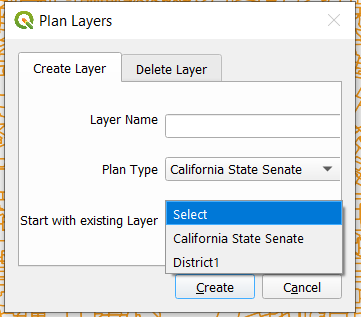 Plan Layers
Create Layer
Delete Layer
Layer Name
Plan Type
California State Senate
Start with existing Layer
Select
California State Senate
District1
Create
Cancel